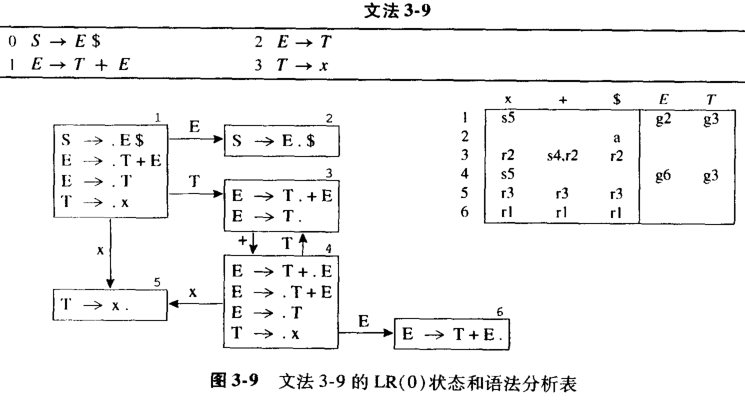 文法 3-9
0 S → E $ 2 E → T
1 E → T + E 3 T → x
1
S → . E $
E → . T + E
E → . T
T → . x
E
2
S → E . $
T
3
E → T . + E
E → T .
+
T
4
E → T + . E
E → . T + E
E → . T
T → . x
x
5
T → x .
x
E
6
E → T + E .
x + $ E T
1 s5 g2 g3
2 a
3 r2 s4,r2 r2
4 s5 g6 g3
5 r3 r3 r3
6 r1 r1 r1
图 3-9 文法 3-9 的 LR(0) 状态和语法分析表